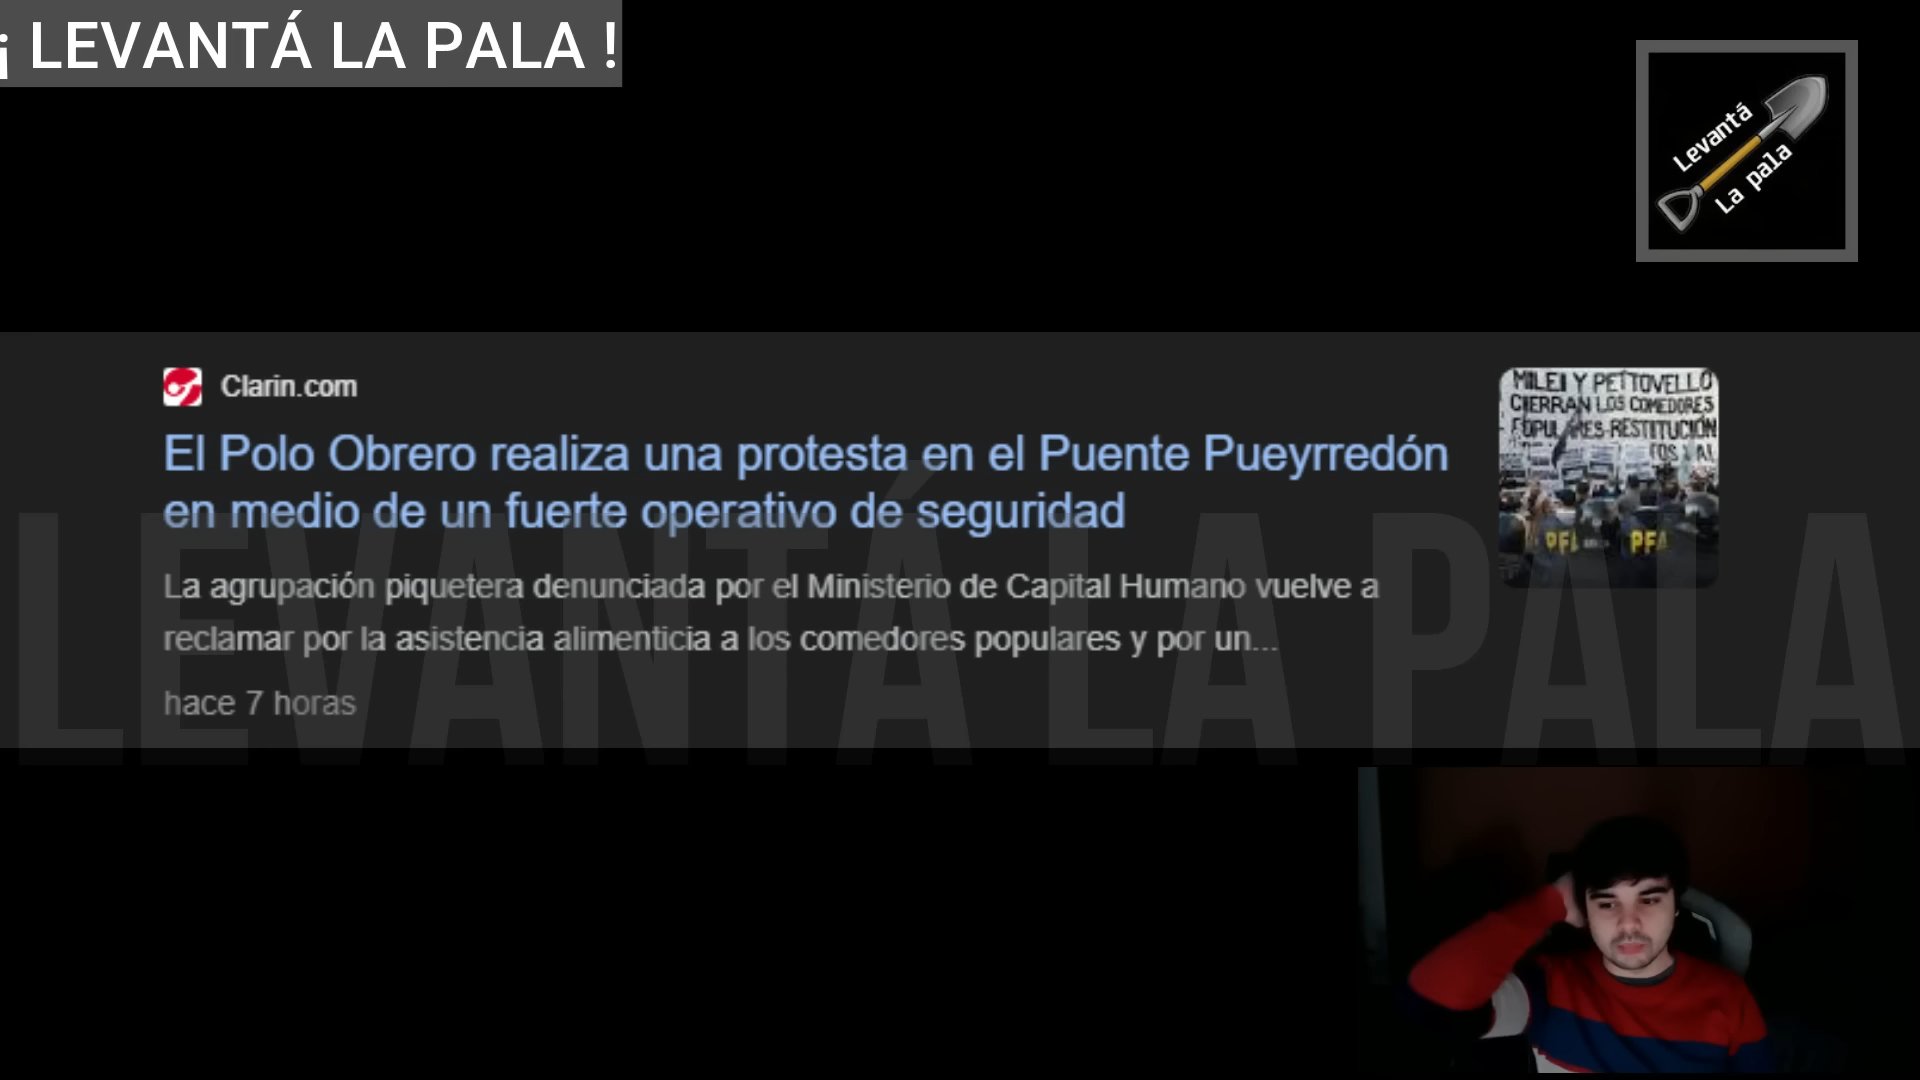 ¡ LEVANTÁ LA PALA !
Levantá
La pala
Clarin.com
El Polo Obrero realiza una protesta en el Puente Pueyrredón
en medio de un fuerte operativo de seguridad
La agrupación piquetera denunciada por el Ministerio de Capital Humano vuelve a
reclamar por la asistencia alimenticia a los comedores populares y por un...
hace 7 horas
MILEI Y PETTOVELLO
CIERRAN LOS COMEDORES
RESTITUCIÓN
PFA
LEVANTÁ LA PALA